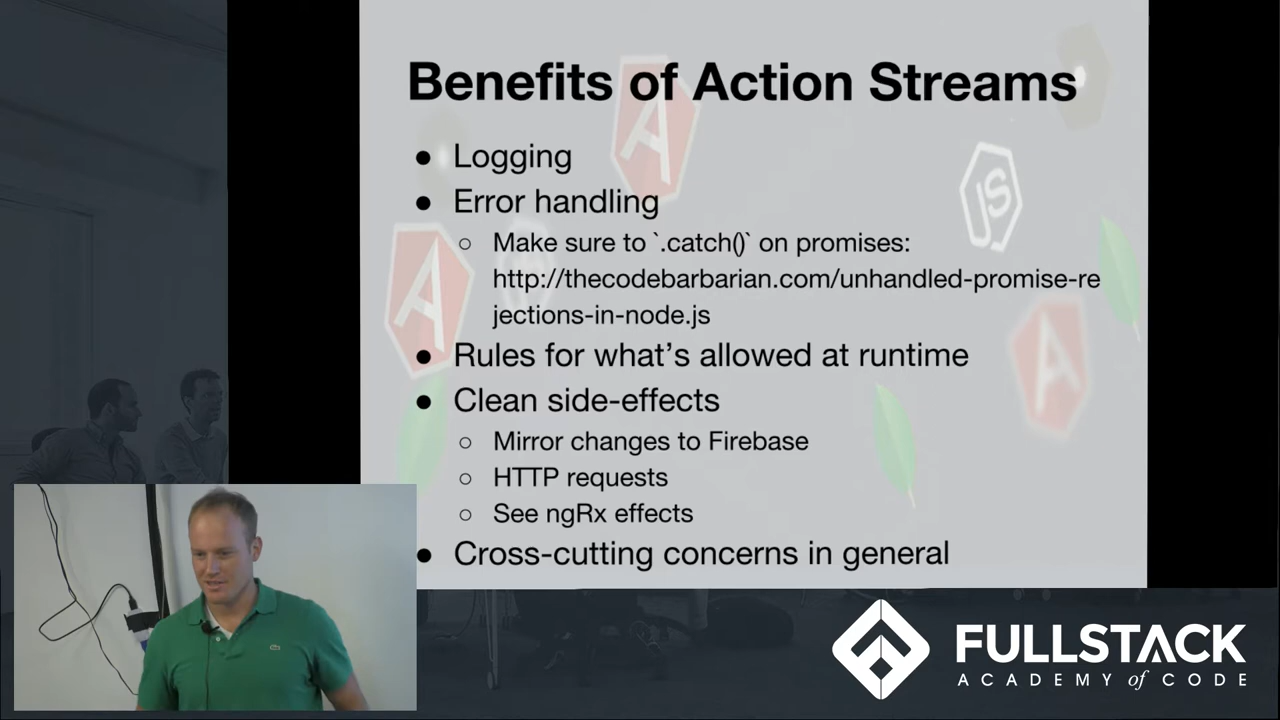 Benefits of Action Streams
● Logging
● Error handling
○ Make sure to `.catch()` on promises:
http://thecodebarbarian.com/unhandled-promise-re
jections-in-node.js
● Rules for what's allowed at runtime
● Clean side-effects
○ Mirror changes to Firebase
○ HTTP requests
○ See ngRx effects
● Cross-cutting concerns in general
JS
FULLSTACK
ACADEMY of CODE